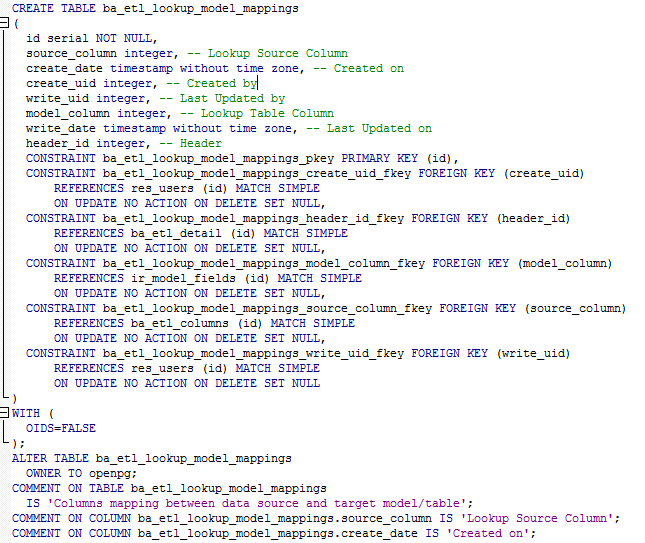 CREATE TABLE ba_etl_lookup_model_mappings
(
id serial NOT NULL,
source_column integer, -- Lookup Source Column
create_date timestamp without time zone, -- Created on
create_uid integer, -- Created by
write_uid integer, -- Last Updated by
model_column integer, -- Lookup Table Column
write_date timestamp without time zone, -- Last Updated on
header_id integer, -- Header
CONSTRAINT ba_etl_lookup_model_mappings_pkey PRIMARY KEY (id),
CONSTRAINT ba_etl_lookup_model_mappings_create_uid_fkey FOREIGN KEY (create_uid)
REFERENCES res_users (id) MATCH SIMPLE
ON UPDATE NO ACTION ON DELETE SET NULL,
CONSTRAINT ba_etl_lookup_model_mappings_header_id_fkey FOREIGN KEY (header_id)
REFERENCES ba_etl_detail (id) MATCH SIMPLE
ON UPDATE NO ACTION ON DELETE SET NULL,
CONSTRAINT ba_etl_lookup_model_mappings_model_column_fkey FOREIGN KEY (model_column)
REFERENCES ir_model_fields (id) MATCH SIMPLE
ON UPDATE NO ACTION ON DELETE SET NULL,
CONSTRAINT ba_etl_lookup_model_mappings_source_column_fkey FOREIGN KEY (source_column)
REFERENCES ba_etl_columns (id) MATCH SIMPLE
ON UPDATE NO ACTION ON DELETE SET NULL,
CONSTRAINT ba_etl_lookup_model_mappings_write_uid_fkey FOREIGN KEY (write_uid)
REFERENCES res_users (id) MATCH SIMPLE
ON UPDATE NO ACTION ON DELETE SET NULL
)
WITH (
OIDS=FALSE
);
ALTER TABLE ba_etl_lookup_model_mappings
OWNER TO openpg;
COMMENT ON TABLE ba_etl_lookup_model_mappings
IS 'Columns mapping between data source and target model/table';
COMMENT ON COLUMN ba_etl_lookup_model_mappings.source_column IS 'Lookup Source Column';
COMMENT ON COLUMN ba_etl_lookup_model_mappings.create_date IS 'Created on';